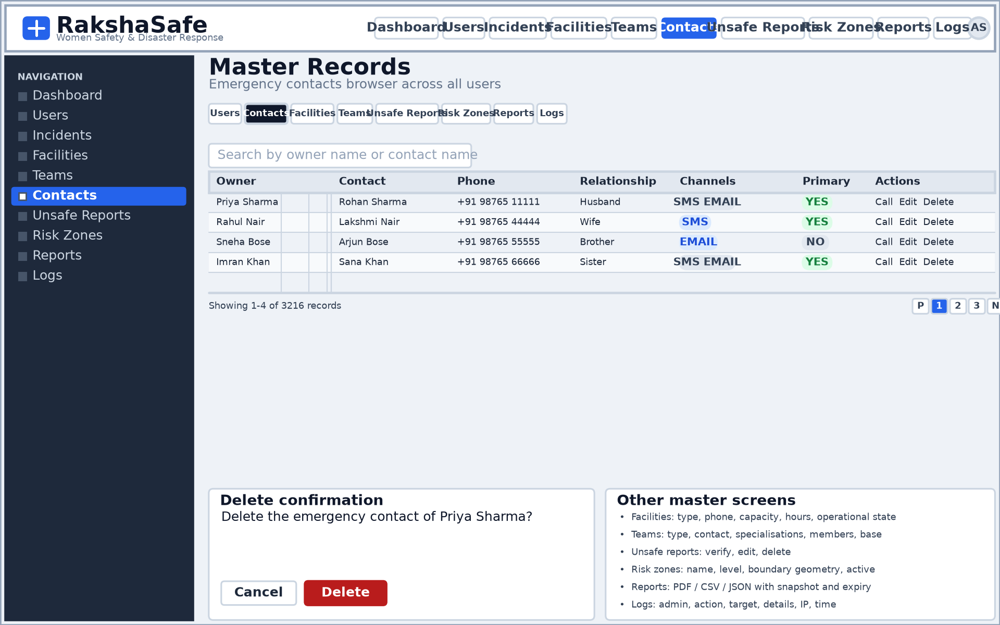 RakshaSafe
Women Safety & Disaster Response
Dashboard Users Incidents Facilities Teams Contacts Unsafe Reports Risk Zones Reports Logs AS
NAVIGATION
Dashboard
Users
Incidents
Facilities
Teams
Contacts
Unsafe Reports
Risk Zones
Reports
Logs
Master Records
Emergency contacts browser across all users
Users Contacts Facilities Teams Unsafe Reports Risk Zones Reports Logs
Search by owner name or contact name
Owner Contact Phone Relationship Channels Primary Actions
Priya Sharma Rohan Sharma +91 98765 11111 Husband SMS EMAIL YES Call Edit Delete
Rahul Nair Lakshmi Nair +91 98765 44444 Wife SMS YES Call Edit Delete
Sneha Bose Arjun Bose +91 98765 55555 Brother EMAIL NO Call Edit Delete
Imran Khan Sana Khan +91 98765 66666 Sister SMS EMAIL YES Call Edit Delete
Showing 1-4 of 3216 records P 1 2 3 N
Delete confirmation
Delete the emergency contact of Priya Sharma?
Cancel Delete
Other master screens
• Facilities: type, phone, capacity, hours, operational state
• Teams: type, contact, specialisations, members, base
• Unsafe reports: verify, edit, delete
• Risk zones: name, level, boundary geometry, active
• Reports: PDF / CSV / JSON with snapshot and expiry
• Logs: admin, action, target, details, IP, time